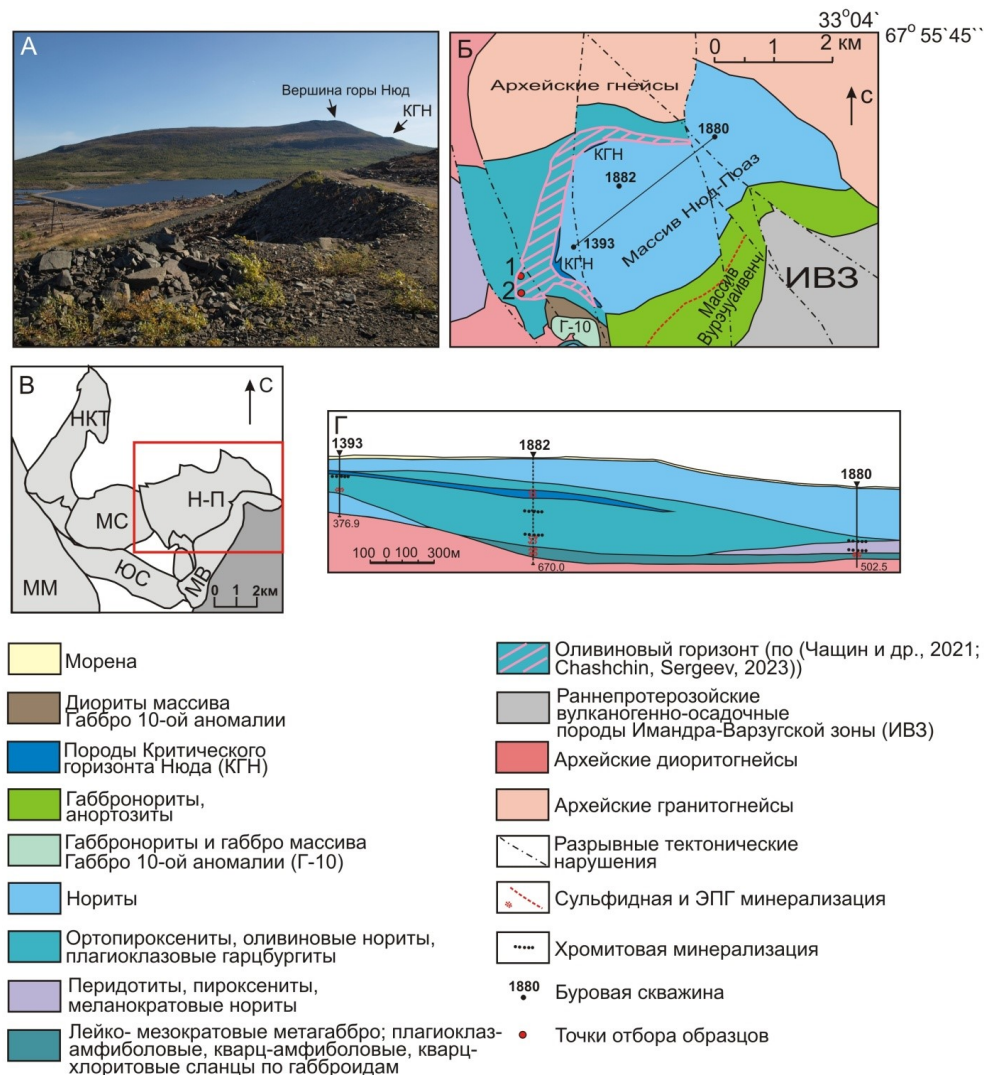 А
Вершина горы Нюд
КГН
Б
33°04`
67° 55`45``
0 1 2 км
Архейские гнейсы
С
КГН
1880
1882
Массив Нюд-Поаз
1393
КГН
1
2
Г-10
Массив
Вурэчуайвенч
ИВЗ
В
С
НКТ
Н-П
МС
ЮС
МВ
ММ
0 1 2км
Г
1393
1882
1880
376.9
100 0 100 300м
670.0
502.5
Морена
Диориты массива
Габбро 10-ой аномалии
Породы Критического
горизонта Нюда (КГН)
Габбронориты,
анортозиты
Габбронориты и габбро массива
Габбро 10-ой аномалии (Г-10)
Нориты
Ортопироксениты, оливиновые нориты,
плагиоклазовые гарцбургиты
Перидотиты, пироксениты,
меланократовые нориты
Лейко- мезократовые метагаббро; плагиоклаз-
амфиболовые, кварц-амфиболовые, кварц-
хлоритовые сланцы по габброидам
Оливиновый горизонт (по (Чащин и др., 2021;
Chashchin, Sergeev, 2023))
Раннепротерозойские
вулканогенно-осадочные
породы Имандра-Варзугской зоны (ИВЗ)
Архейские диоритогнейсы
Архейские гранитогнейсы
Разрывные тектонические
нарушения
Сульфидная и ЭПГ минерализация
Хромитовая минерализация
1880
Буровая скважина
Точки отбора образцов